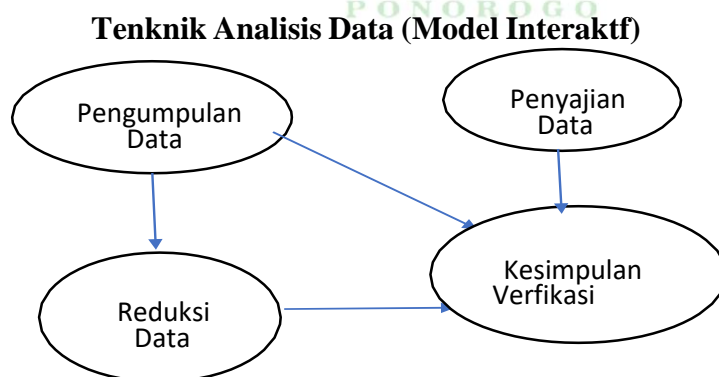 PONOROGO
Tenknik Analisis Data (Model Interaktf)
Pengumpulan
Data
Penyajian
Data
Reduksi
Data
Kesimpulan
Verfikasi